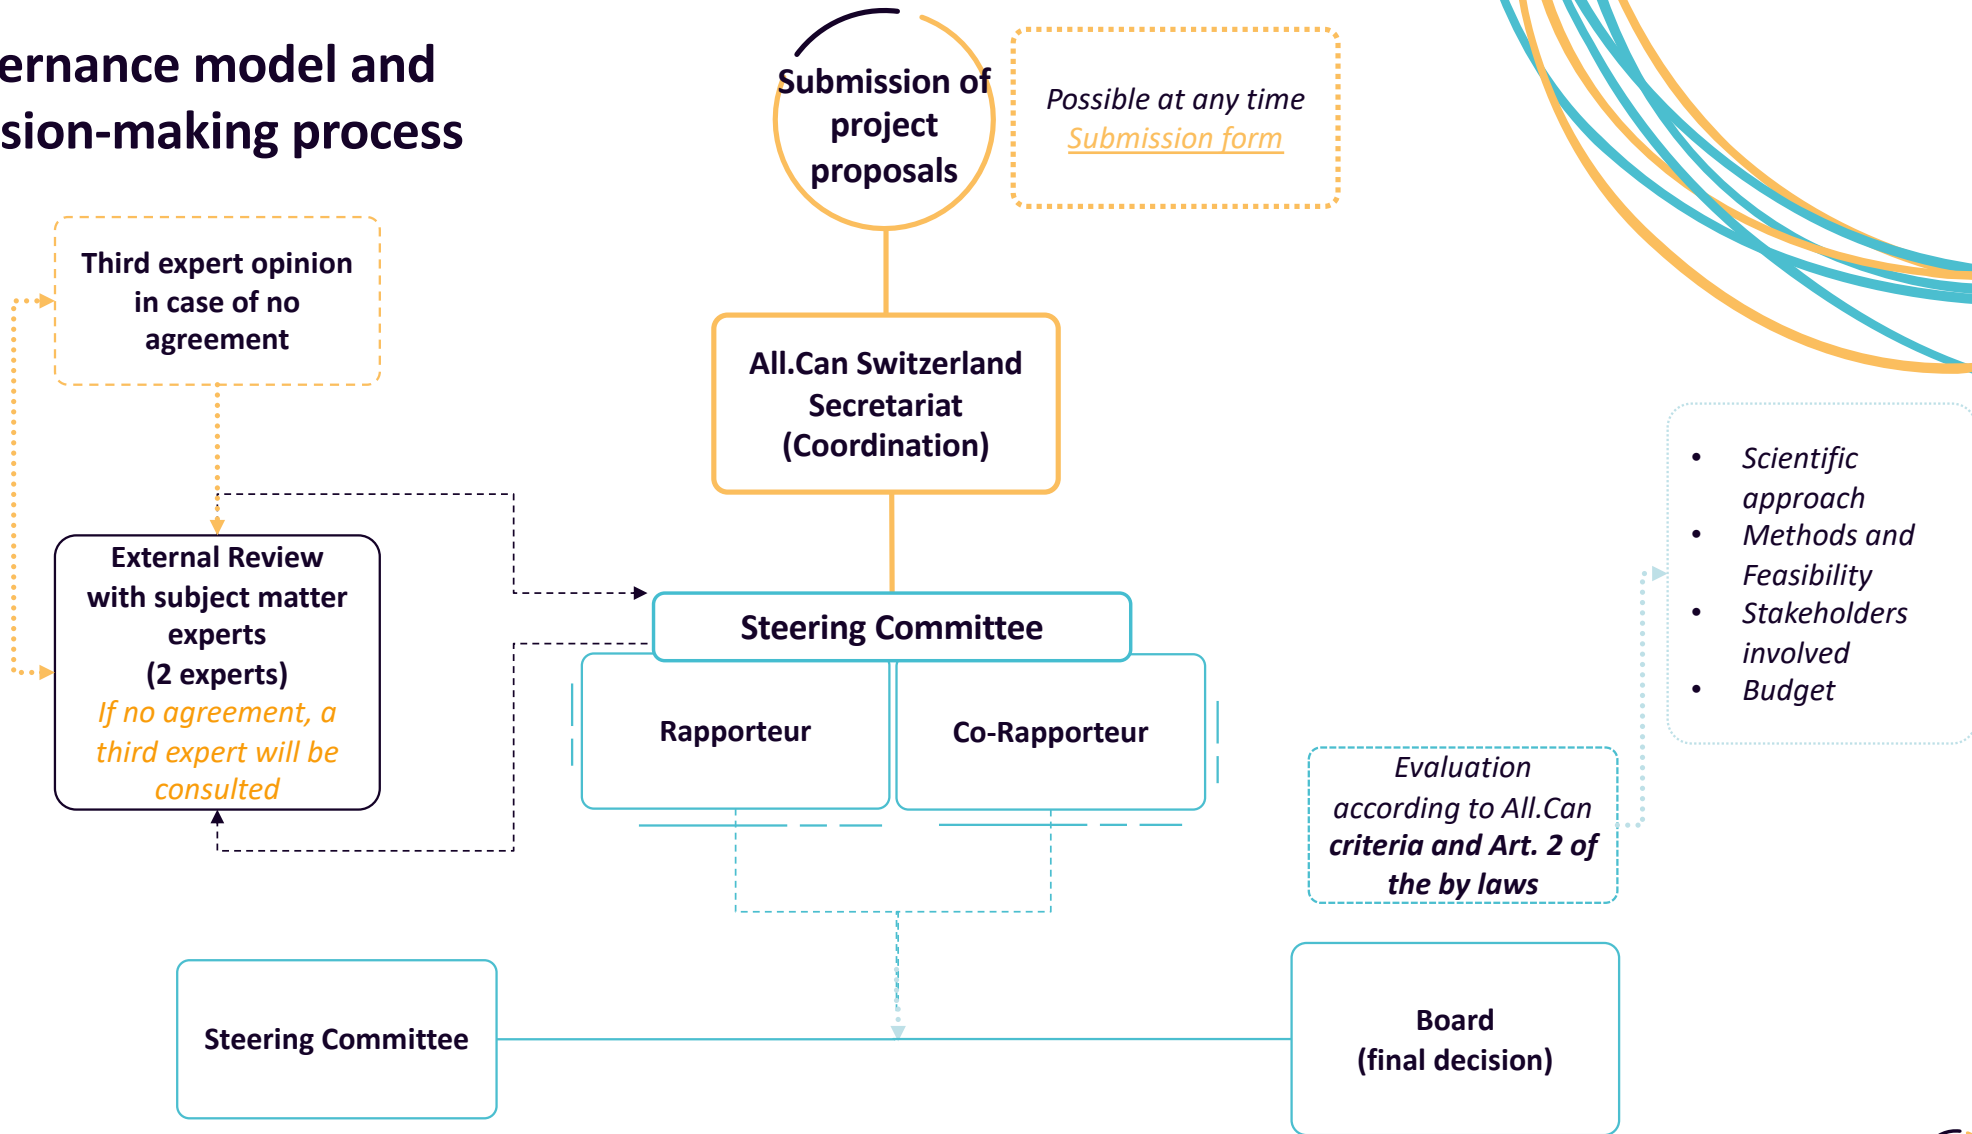 ernance model and
sion-making process
Submission of
project
proposals
Possible at any time
Submission form
Third expert opinion
in case of no
agreement
All.Can Switzerland
Secretariat
(Coordination)
External Review
with subject matter
experts
(2 experts)
If no agreement, a
third expert will be
consulted
Steering Committee
Rapporteur
Co-Rapporteur
• Scientific
approach
• Methods and
Feasibility
• Stakeholders
involved
• Budget
Evaluation
according to All.Can
criteria and Art. 2 of
the by laws
Steering Committee
Board
(final decision)